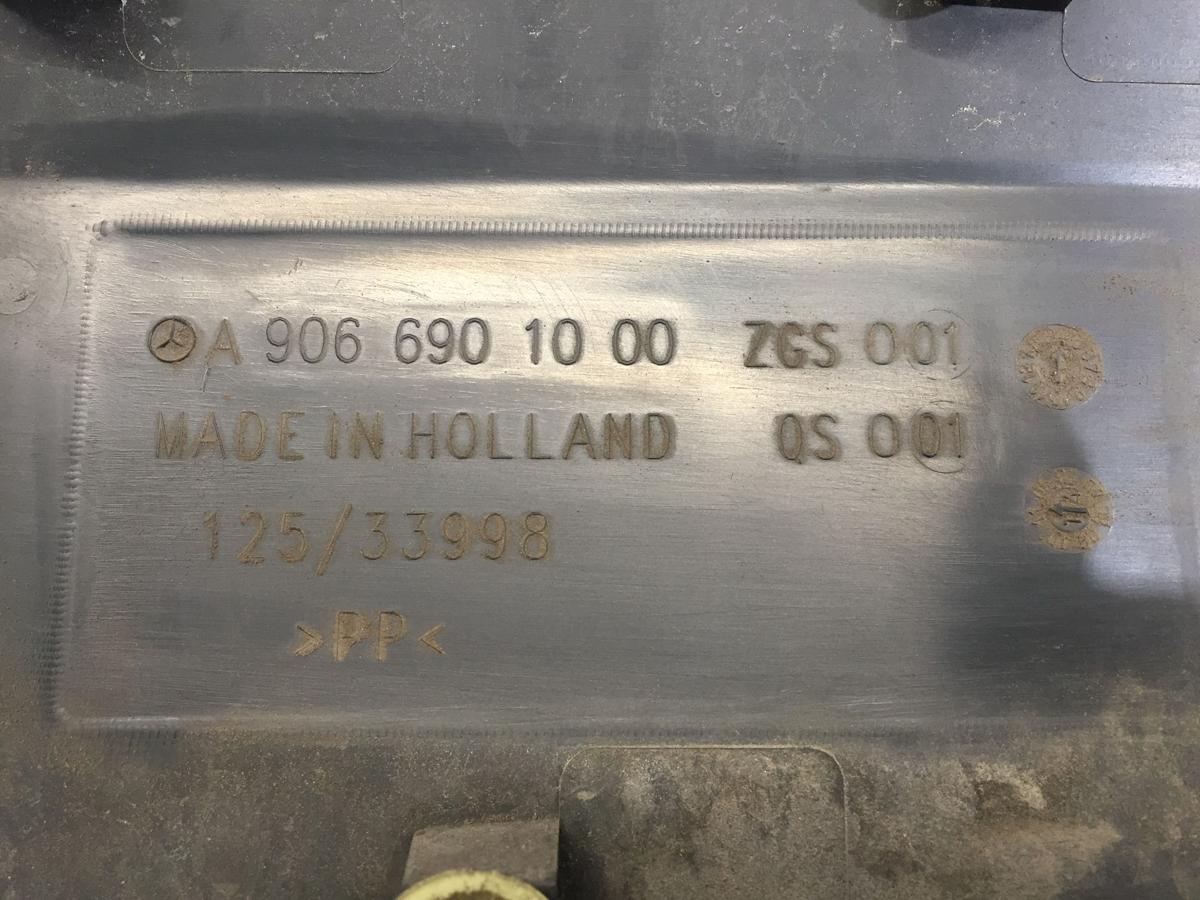 A 906 690 10 00 ZGS 001
MADE IN HOLLAND QS 001
125/33998
>PP<